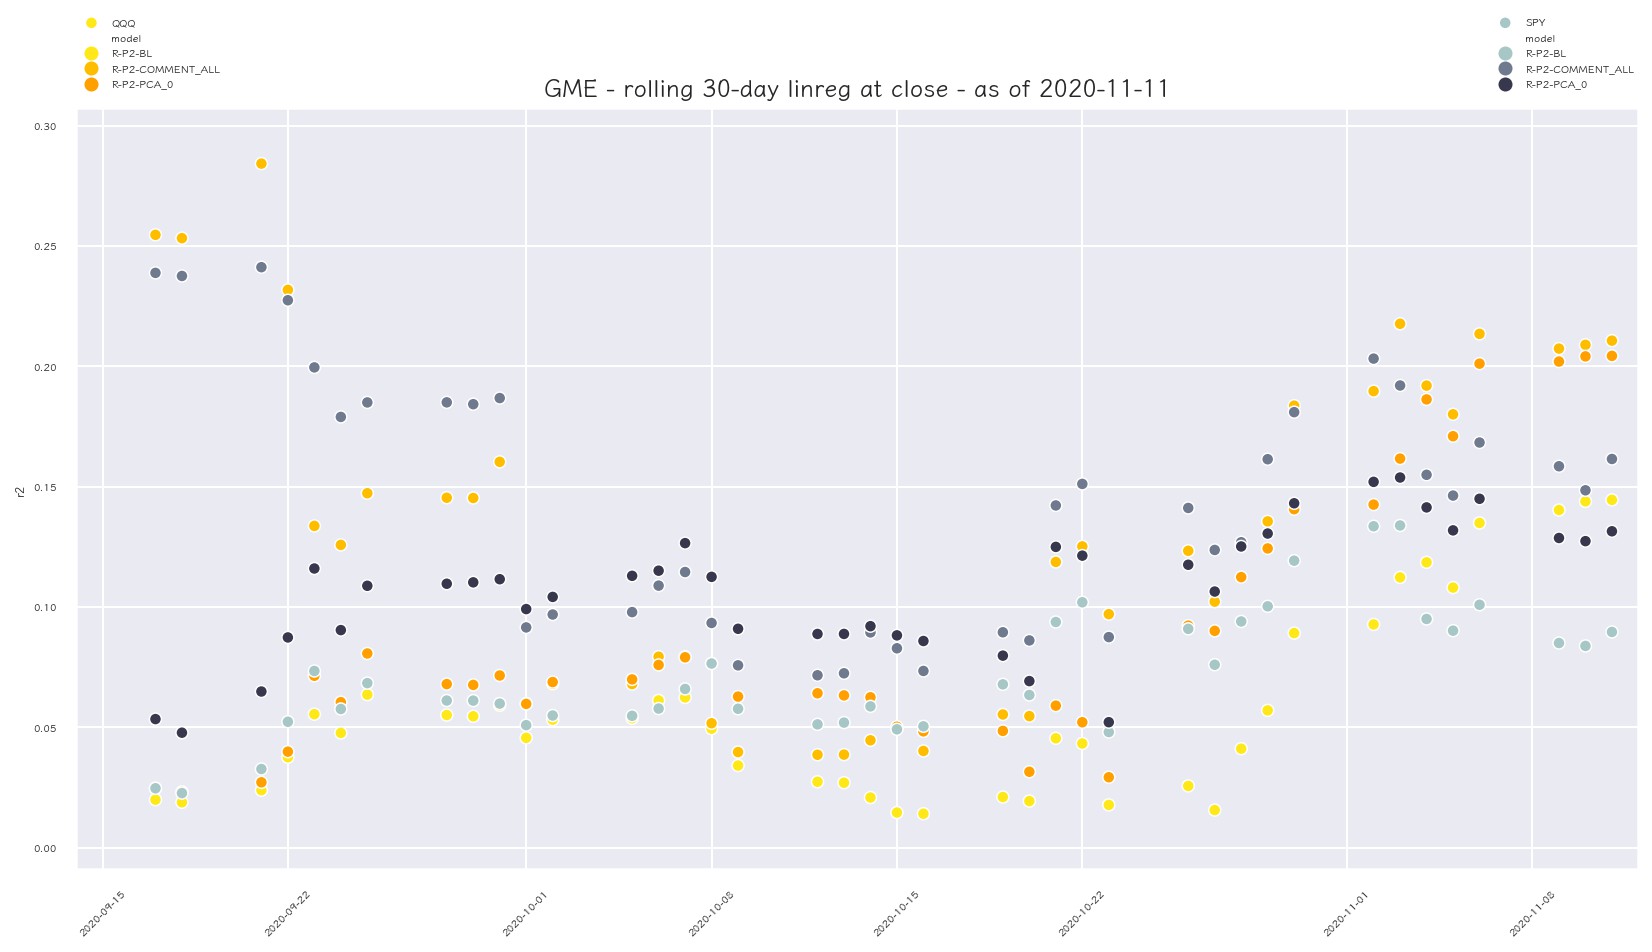 QQQ
model
R-P2-BL
R-P2-COMMENT_ALL
R-P2-PCA_0
SPY
model
R-P2-BL
R-P2-COMMENT_ALL
R-P2-PCA_0
GME - rolling 30-day linreg at close - as of 2020-11-11
0.30
0.25
0.20
0.15
0.10
0.05
0.00
r2
2020-09-15
2020-09-22
2020-10-01
2020-10-08
2020-10-15
2020-10-22
2020-11-01
2020-11-08